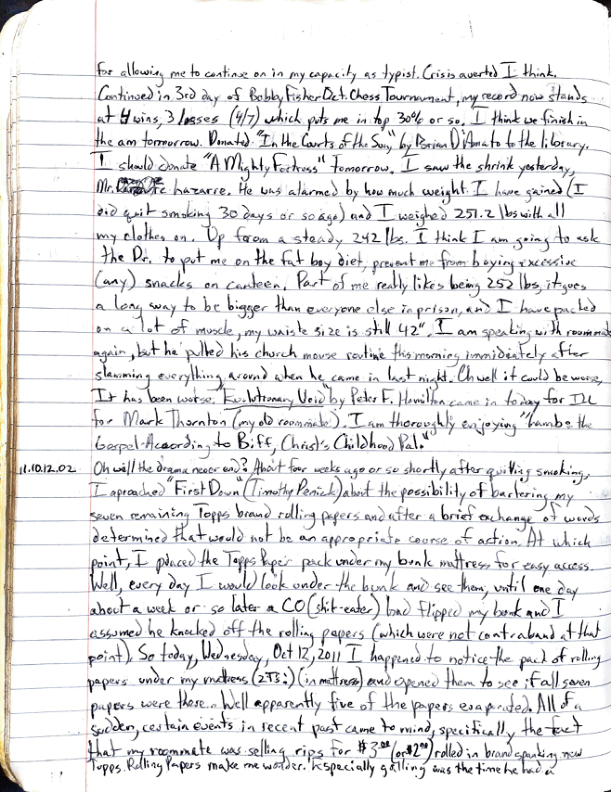 for allowing me to continue on in my capacity as typist. Crisis averted I think.
Continued in 3rd day of Bobby Fisher Oct. Chess Tournament, my record now stands
at 4 wins, 3 losses (4/7) which puts me in top 30% or so. I think we finish in
the am tomorrow. Donated "In the Courts of the Sun" by Brian D'Amato to the library.
I should donate "A Mighty Fortress" tomorrow. I saw the shrink yesterday,
Mr. hazarre. He was alarmed by how much weight I have gained (I
did quit smoking 30 days or so ago) and I weighed 251.2 lbs with all
my clothes on. Up from a steady 242 lbs. I think I am going to ask
the Dr. to put me on the fat boy diet, prevent me from buying excessive
(any) snacks on canteen. Part of me really likes being 252 lbs, it goes
a long way to be bigger than everyone else in prison, and I have packed
on a lot of muscle, my waiste size is still 42". I am speaking with roommate
again, but he pulled his church mouse routine this morning immidiately after
slamming everything around when he came in last night. Oh well it could be worse,
It has been worse. "Evolutionary Void" by Peter F. Hamilton came in today for ILL
for Mark Thornton (my old roommate). I am thoroughly enjoying "Lamb: the
Gospel According to Biff, Christ's Childhood Pal."
11.10.12.02 Oh will the drama never end? About four weeks ago or so shortly after quitting smoking,
I aproached "First Down" (Timothy Penick) about the possibility of bartering my
seven remaining Topps brand rolling papers and after a brief exchange of words
determined that would not be an appropriate course of action. At which
point, I placed the Topps Paper pack under my bunk mattress for easy access.
Well, every day I would look under the bunk and see them, until one day
about a week or so later a CO (shit-eater) had flipped my bunk and I
assumed he knocked off the rolling papers (which were not contraband at that
point). So today, Wednesday, Oct 12, 2011 I happened to notice the pack of rolling
papers under my mattress (in mattress) and opened them to see if all seven
papers were there... Well apparently five of the papers evaporated. All of a
sudden, certain events in recent past came to mind, specifically the fact
that my roommate was selling rips for $3.00 (or $2.00) rolled in brand spanking new
Topps. Rolling Papers make me wonder. Especially galling was the time he had a